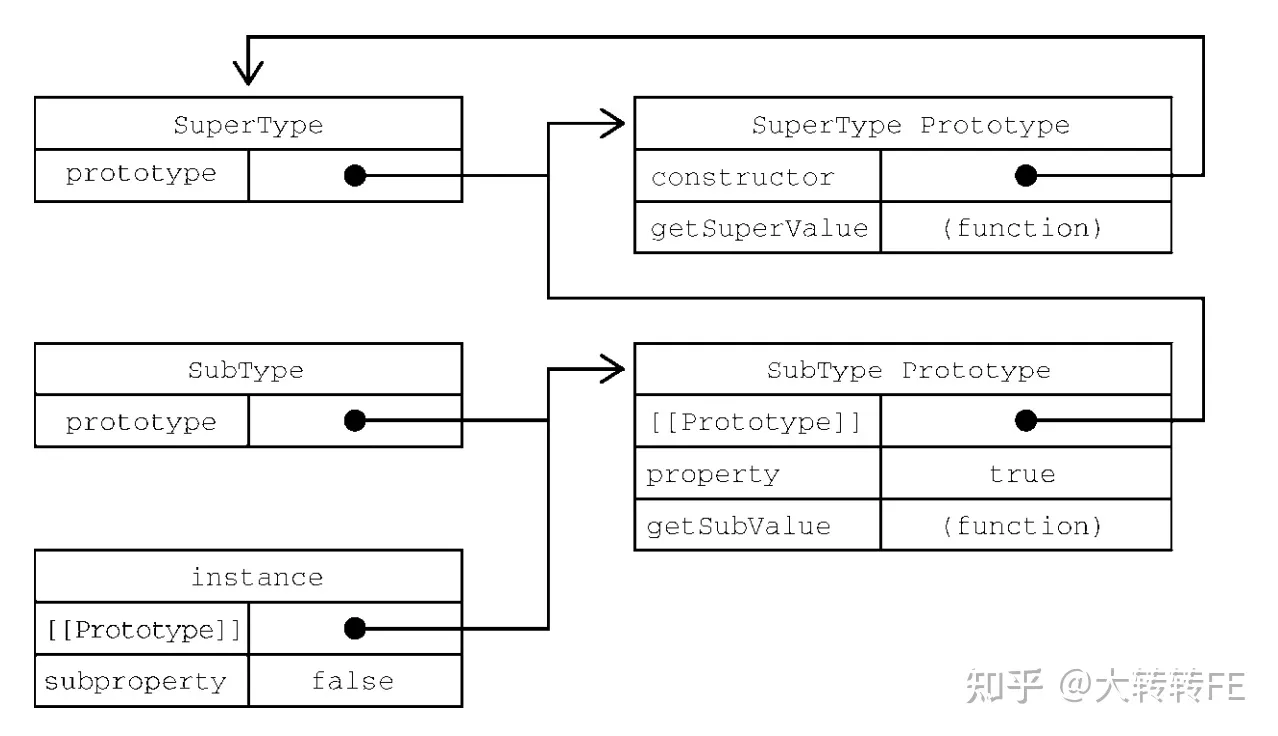 SuperType
prototype
SuperType Prototype
constructor
getSuperValue (function)
SubType
prototype
SubType Prototype
[[Prototype]]
property true
getSubValue (function)
instance
[[Prototype]]
subproperty false
知乎 @大转转FE